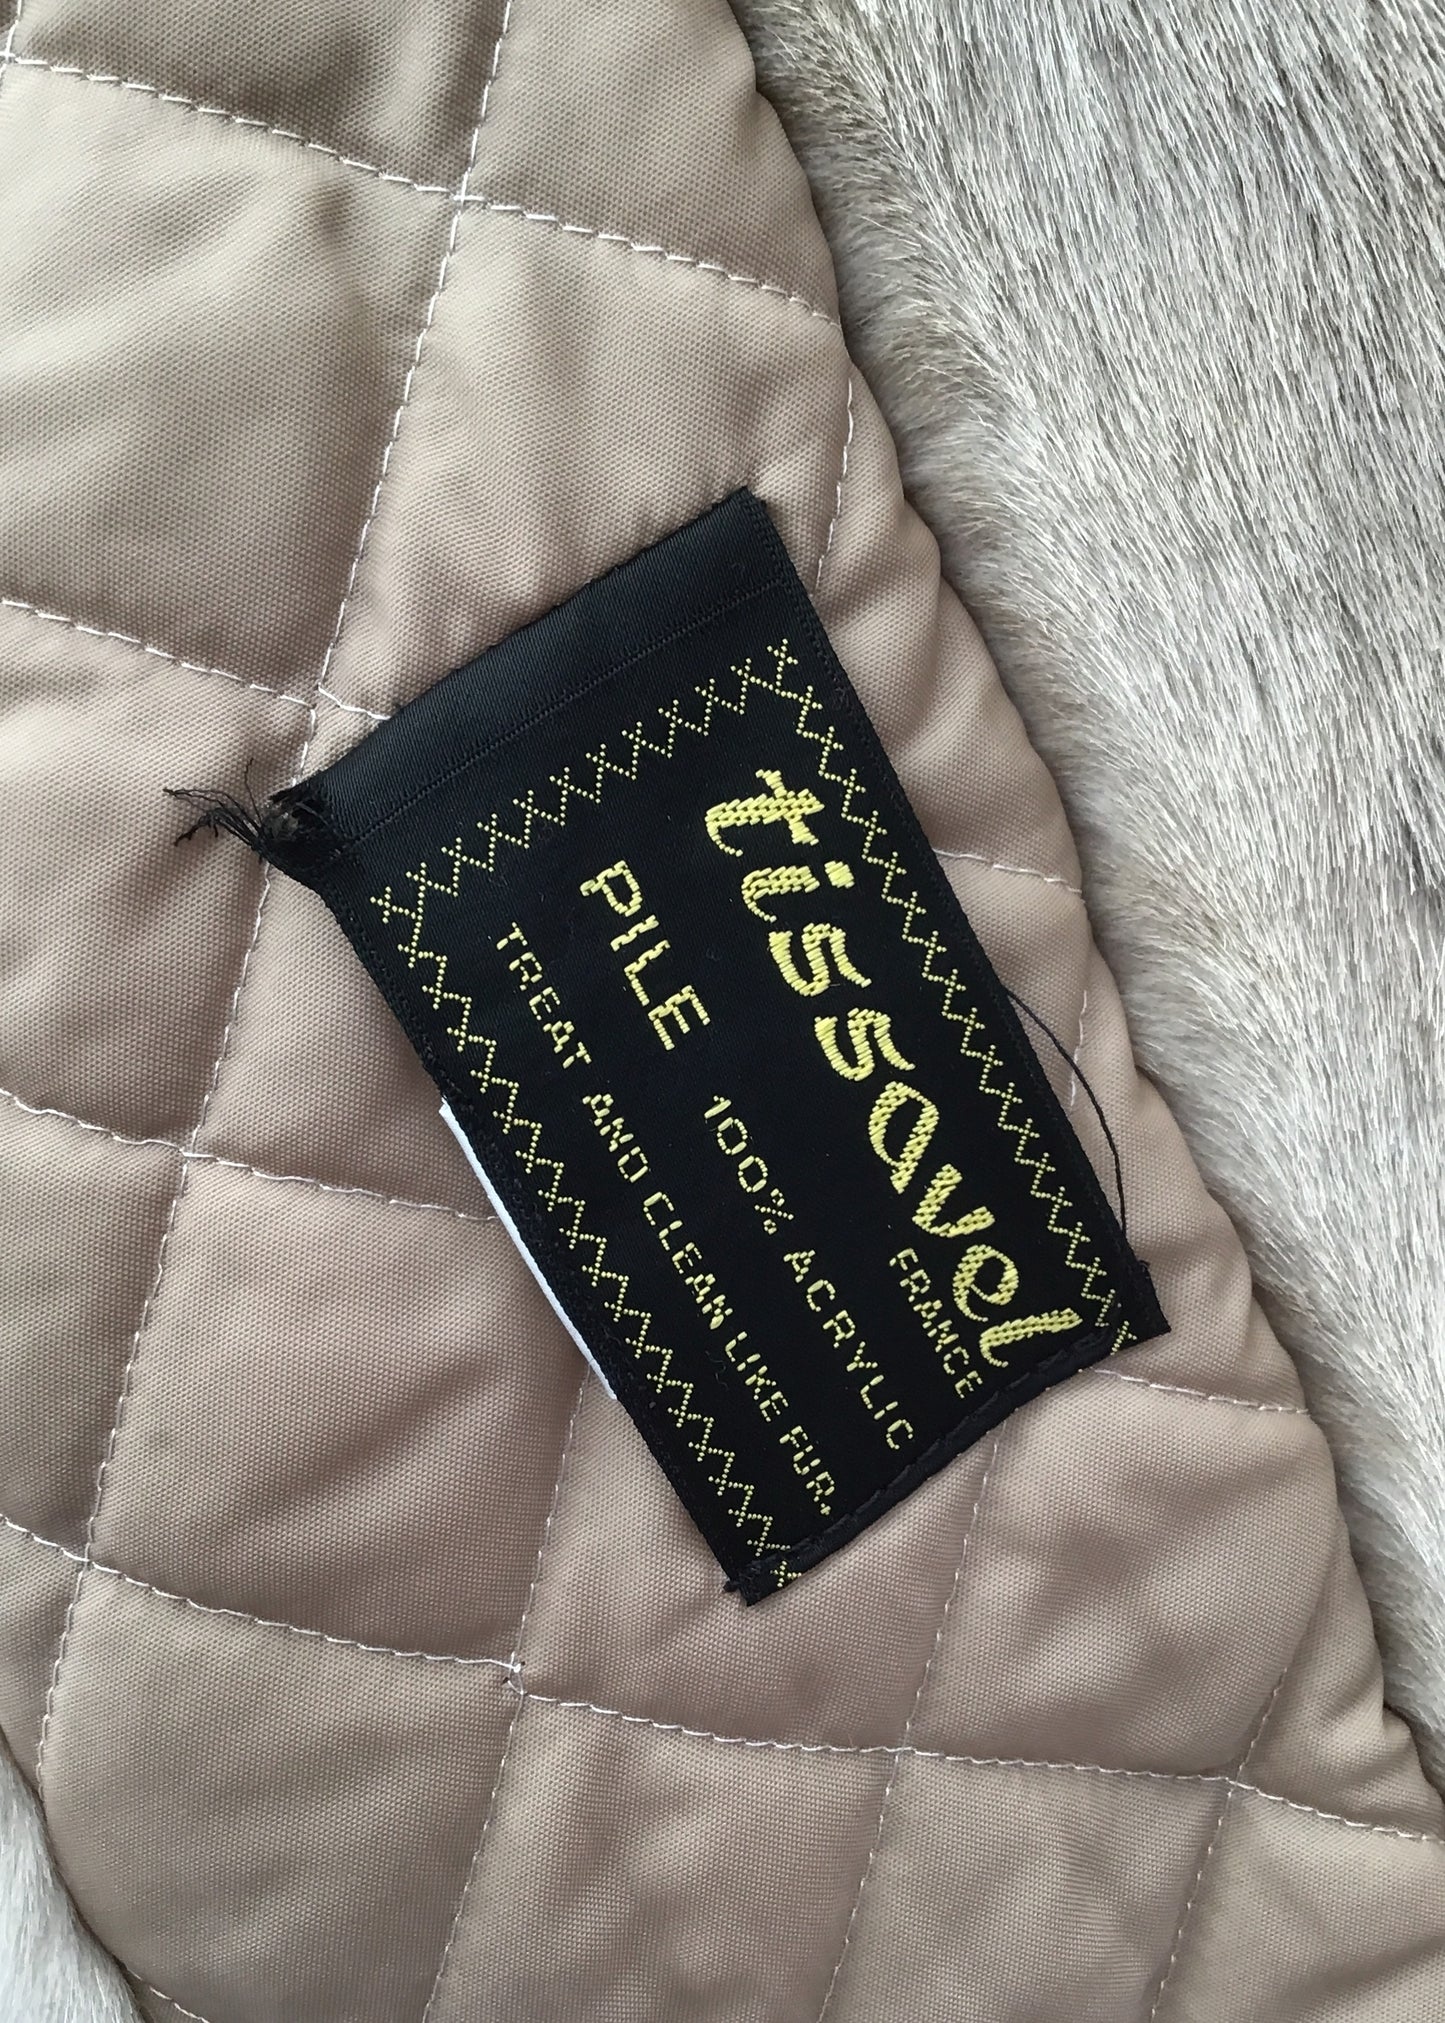 tissavel
FRANCE
PILE 100% ACRYLIC
TREAT AND CLEAN LIKE FUR.